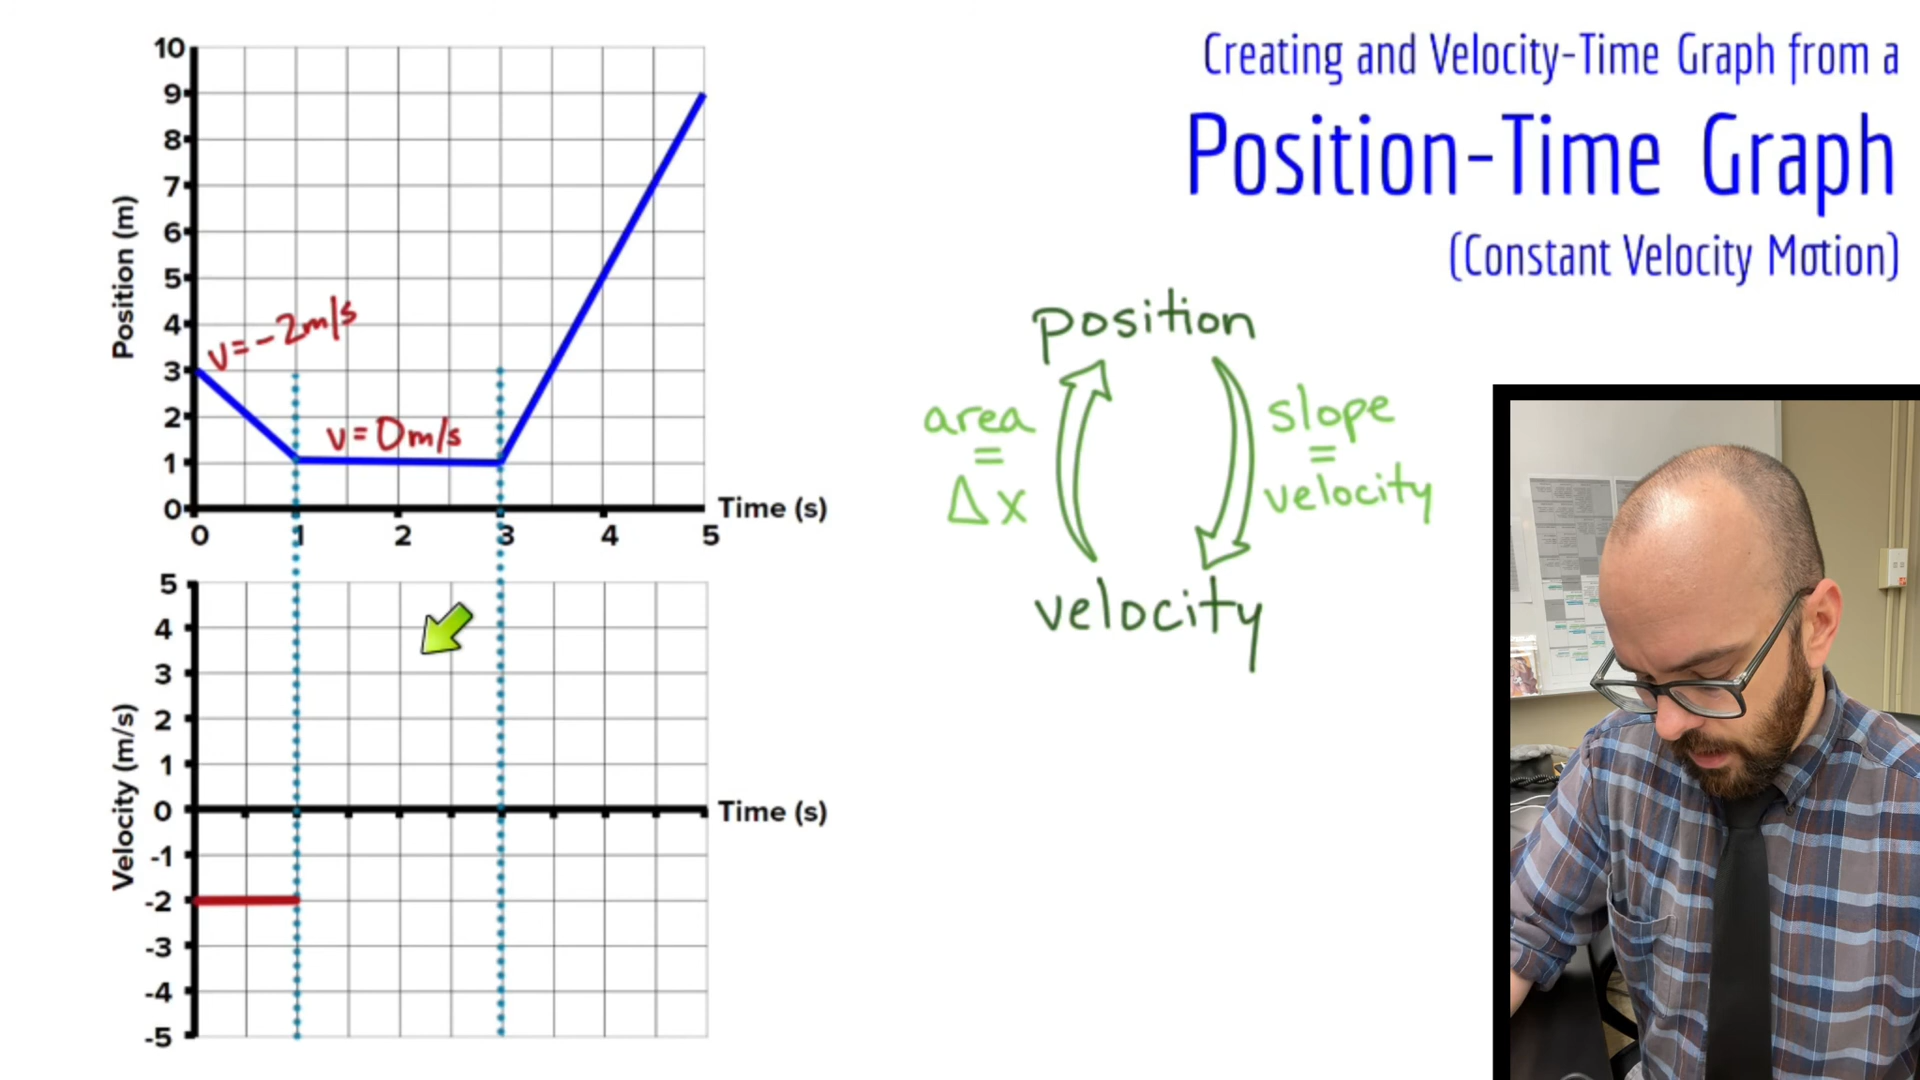 Creating and Velocity-Time Graph from a
Position-Time Graph
(Constant Velocity Motion)
Position (m)
10
9
8
7
6
5
4
3
2
1
0
0 1 2 3 4 5
Time (s)
v=-2m/s
v=0m/s
position
area
=
Δx
slope
=
velocity
velocity
Velocity (m/s)
5
4
3
2
1
0
-1
-2
-3
-4
-5
Time (s)